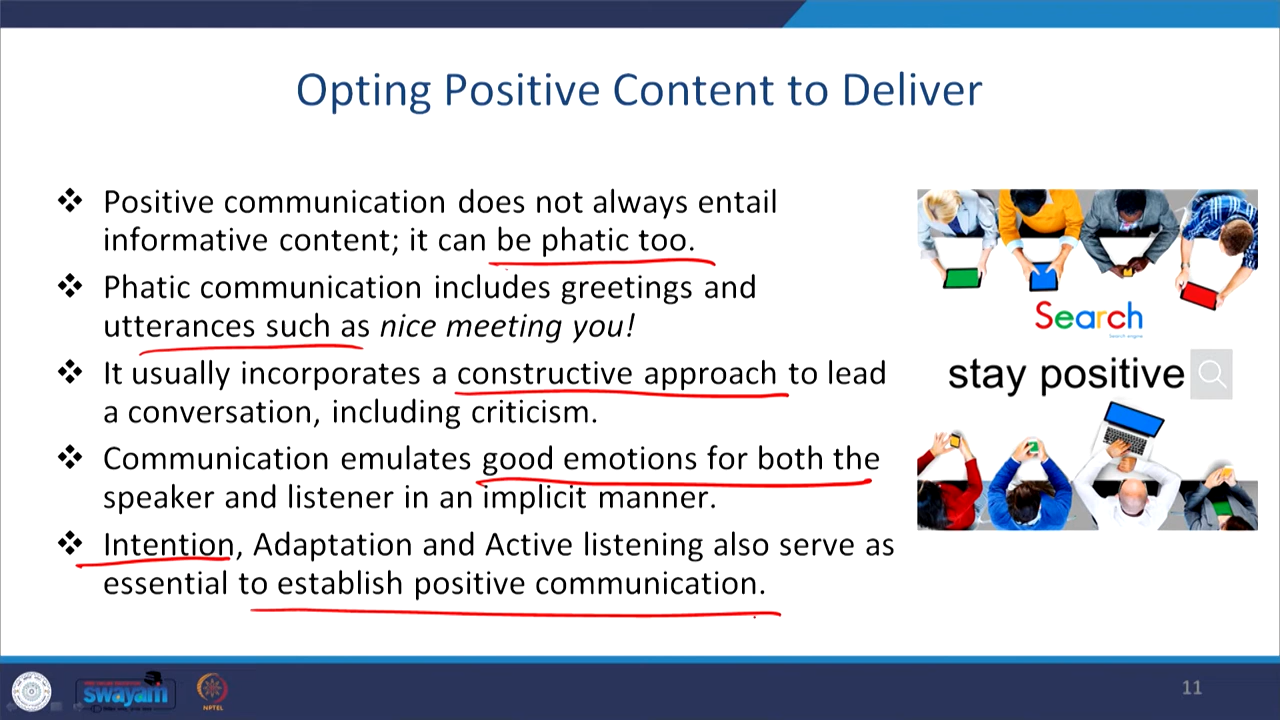 Opting Positive Content to Deliver
❖ Positive communication does not always entail
informative content; it can be phatic too.
❖ Phatic communication includes greetings and
utterances such as nice meeting you!
❖ It usually incorporates a constructive approach to lead
a conversation, including criticism.
❖ Communication emulates good emotions for both the
speaker and listener in an implicit manner.
❖ Intention, Adaptation and Active listening also serve as
essential to establish positive communication.
Search
Search engine
stay positive
swayam
NPTEL
11